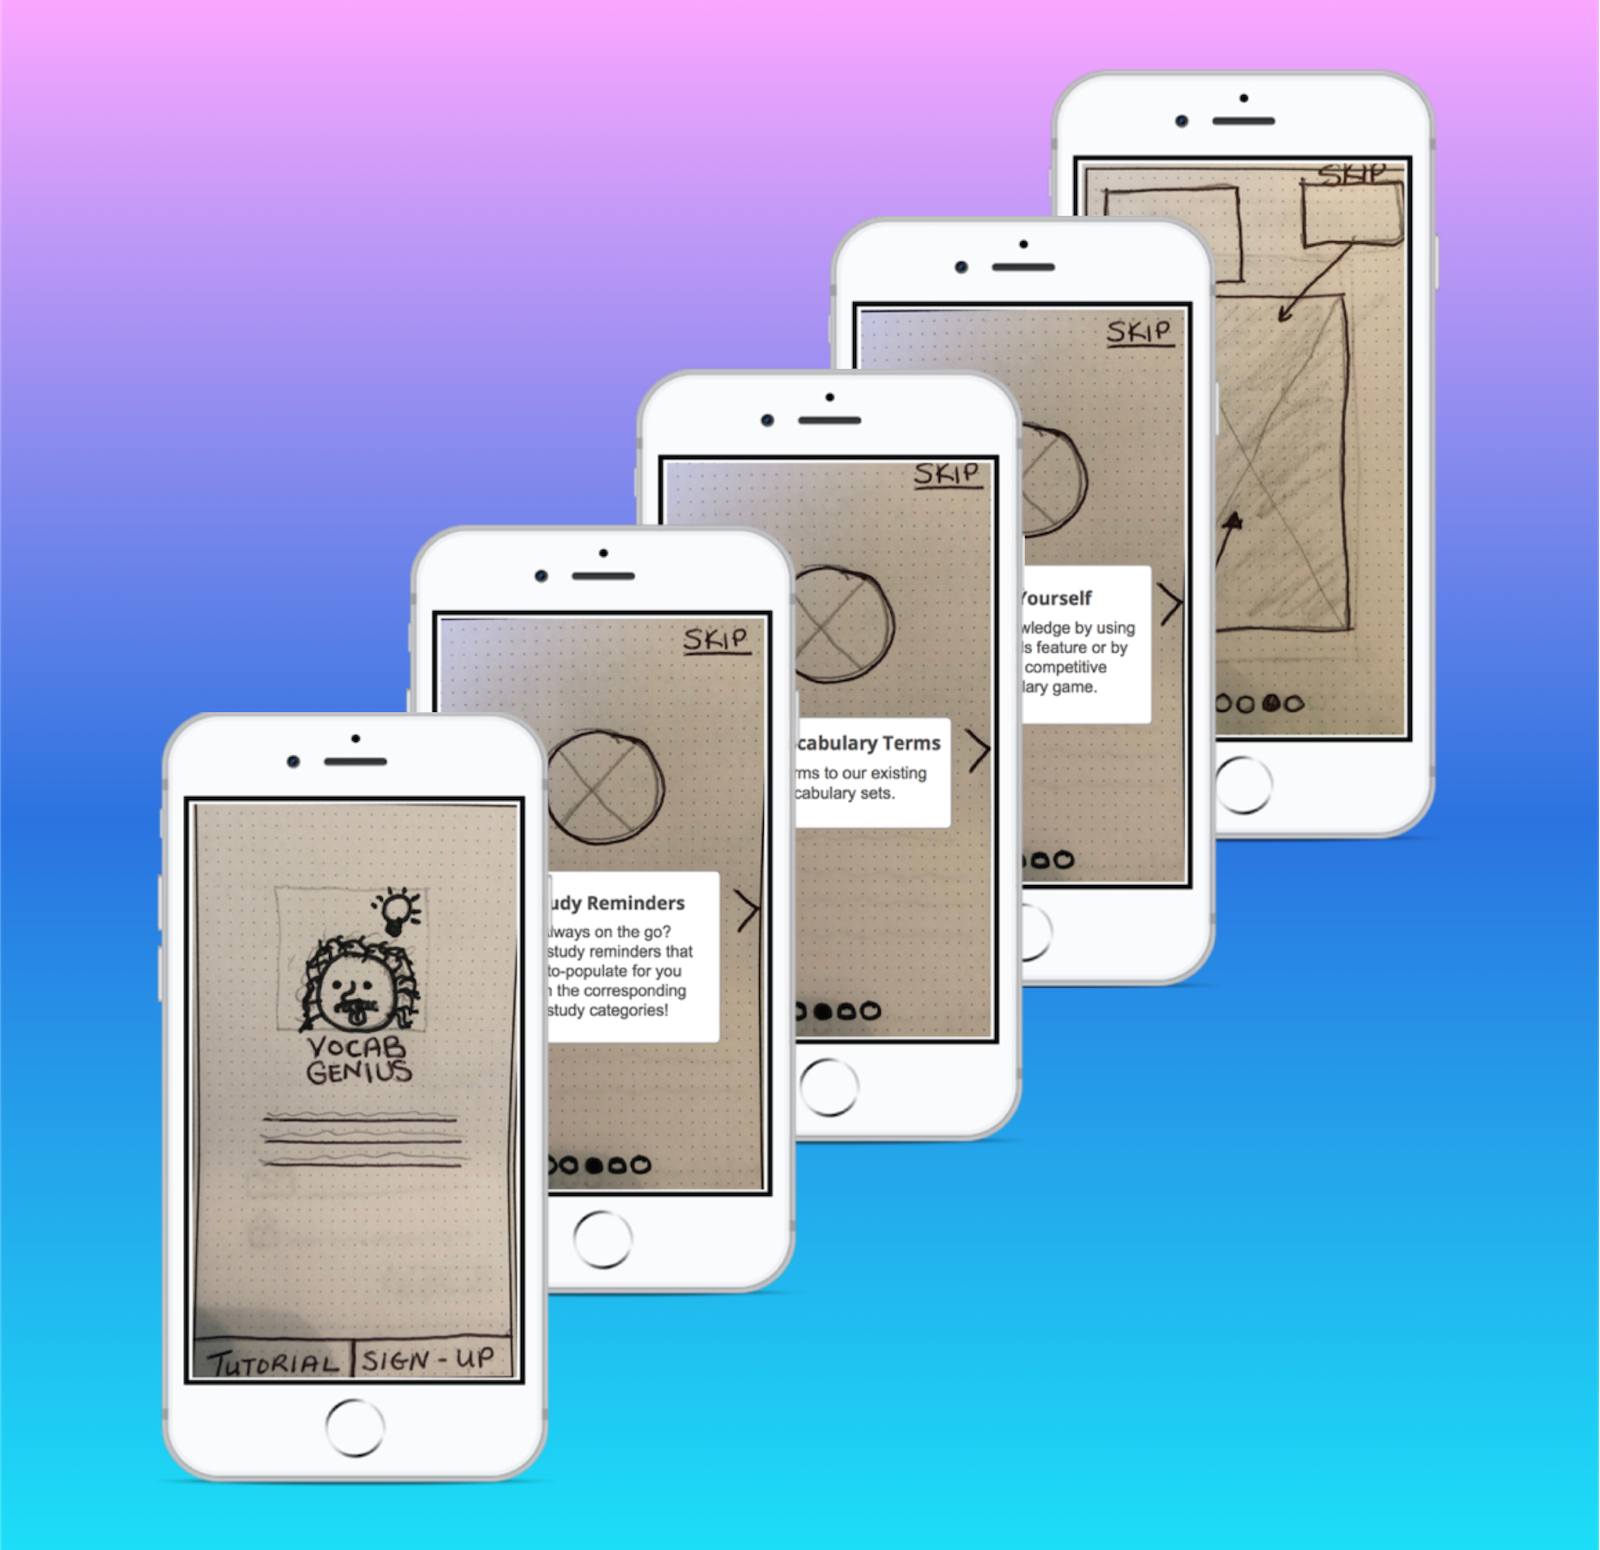 VOCAB
GENIUS
TUTORIAL SIGN-UP
SKIP
udy Reminders
lways on the go?
study reminders that
to-populate for you
the corresponding
study categories!
SKIP
cabulary Terms
rms to our existing
cabulary sets.
SKIP
Yourself
wledge by using
ls feature or by
competitive
lary game.
SKIP